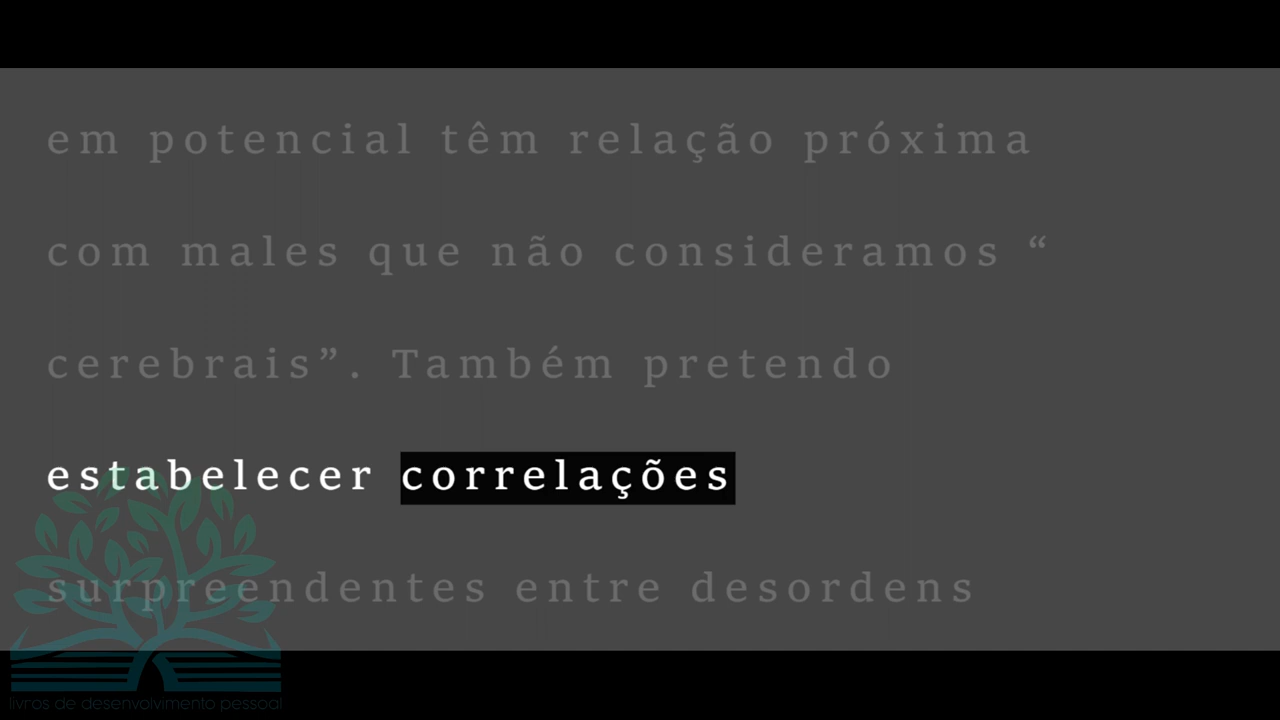 em potencial têm relação próxima
com males que não consideramos “
cerebrais”. Também pretendo
estabelecer correlações
surpreendentes entre desordens
livros de desenvolvimento pessoal